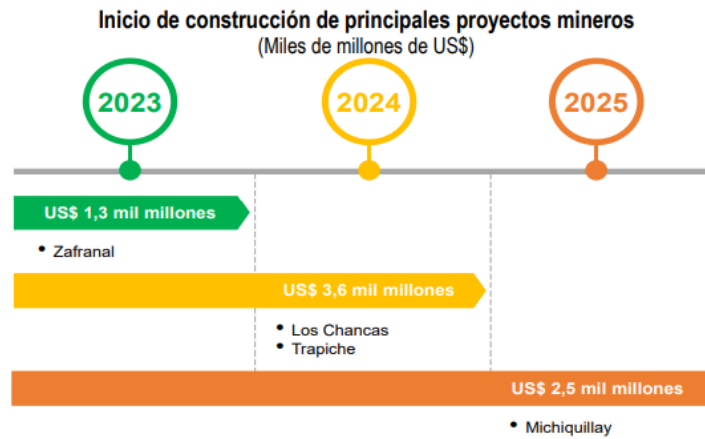 Inicio de construcción de principales proyectos mineros
(Miles de millones de US$)
2023
2024
2025
US$ 1,3 mil millones
• Zafranal
US$ 3,6 mil millones
• Los Chancas
• Trapiche
US$ 2,5 mil millones
• Michiquillay